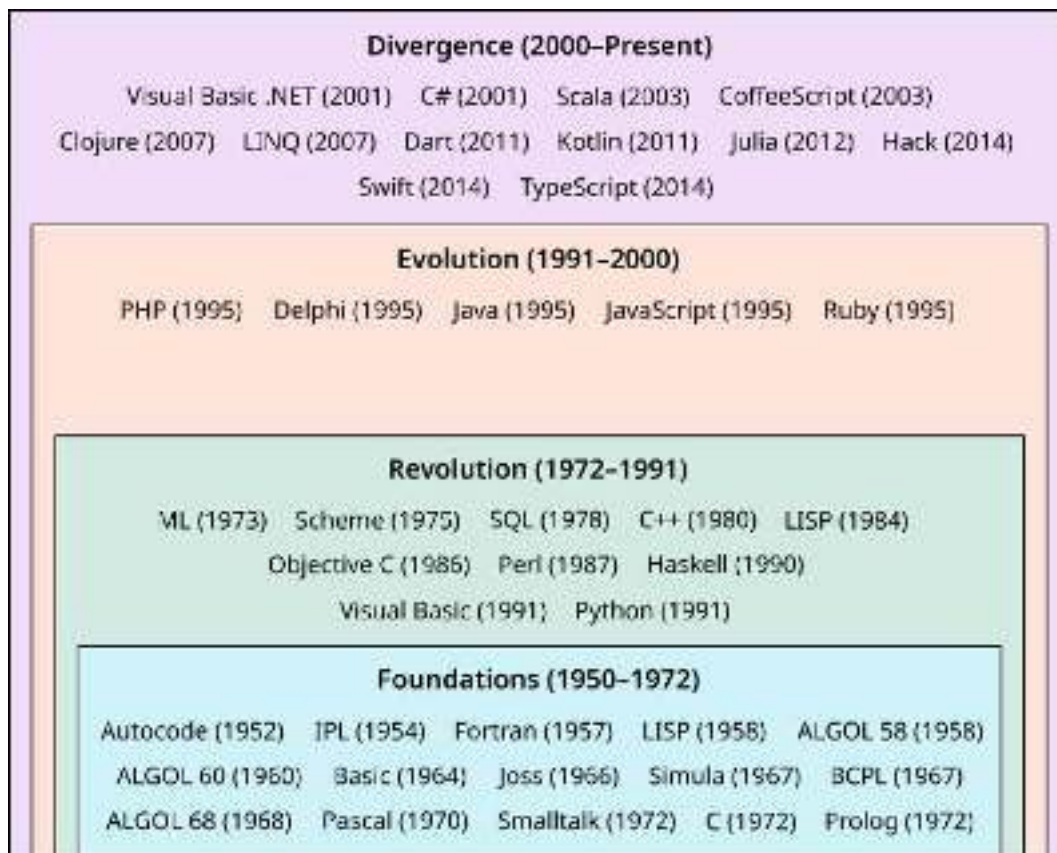 Divergence (2000–Present)
Visual Basic .NET (2001) C# (2001) Scala (2003) CoffeeScript (2003)
Clojure (2007) LINQ (2007) Dart (2011) Kotlin (2011) Julia (2012) Hack (2014)
Swift (2014) TypeScript (2014)
Evolution (1991–2000)
PHP (1995) Delphi (1995) Java (1995) JavaScript (1995) Ruby (1995)
Revolution (1972–1991)
ML (1973) Scheme (1975) SQL (1978) C++ (1980) LISP (1984)
Objective C (1986) Perl (1987) Haskell (1990)
Visual Basic (1991) Python (1991)
Foundations (1950–1972)
Autocode (1952) IPL (1954) Fortran (1957) LISP (1958) ALGOL 58 (1958)
ALGOL 60 (1960) Basic (1964) Joss (1966) Simula (1967) BCPL (1967)
ALGOL 68 (1968) Pascal (1970) Smalltalk (1972) C (1972) Prolog (1972)